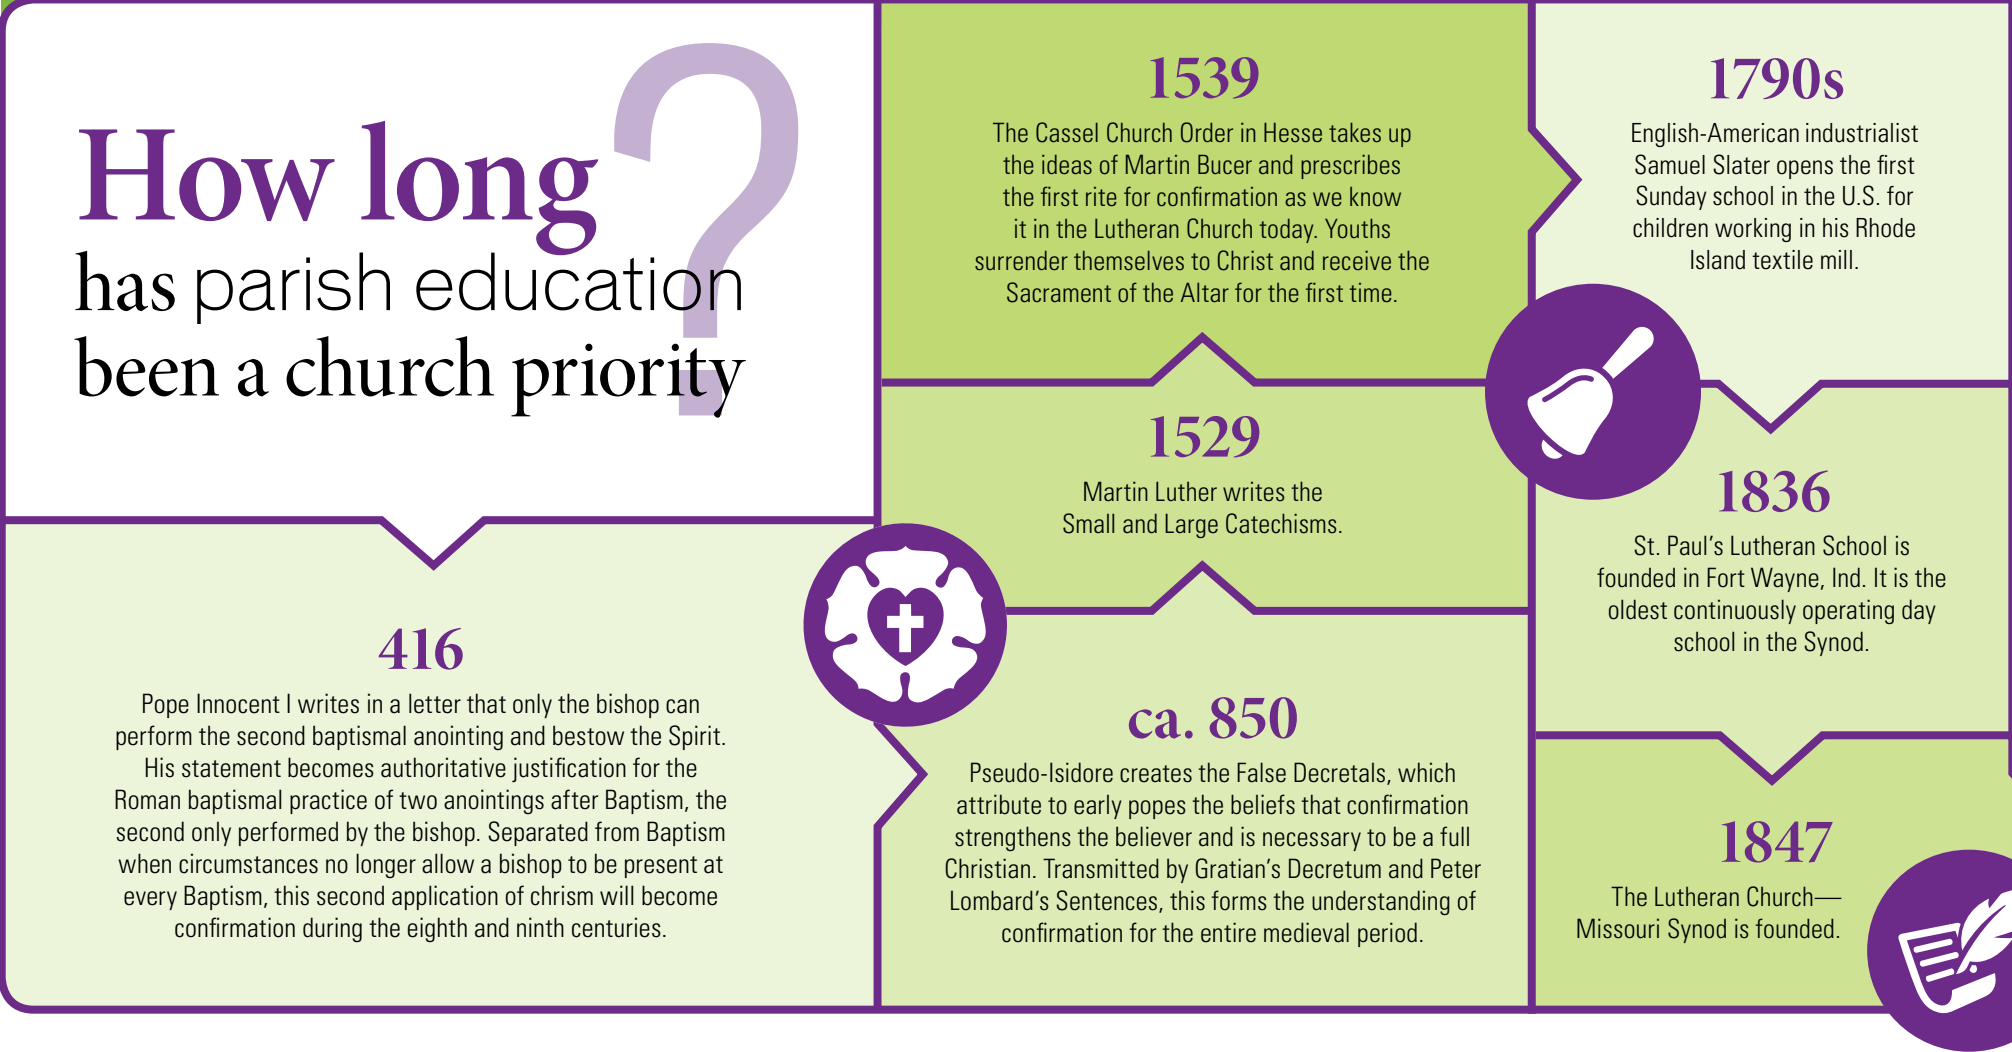 How long
has parish education
been a church priority
?
416
Pope Innocent I writes in a letter that only the bishop can
perform the second baptismal anointing and bestow the Spirit.
His statement becomes authoritative justification for the
Roman baptismal practice of two anointings after Baptism, the
second only performed by the bishop. Separated from Baptism
when circumstances no longer allow a bishop to be present at
every Baptism, this second application of chrism will become
confirmation during the eighth and ninth centuries.
ca. 850
Pseudo-Isidore creates the False Decretals, which
attribute to early popes the beliefs that confirmation
strengthens the believer and is necessary to be a full
Christian. Transmitted by Gratian’s Decretum and Peter
Lombard’s Sentences, this forms the understanding of
confirmation for the entire medieval period.
1529
Martin Luther writes the
Small and Large Catechisms.
1539
The Cassel Church Order in Hesse takes up
the ideas of Martin Bucer and prescribes
the first rite for confirmation as we know
it in the Lutheran Church today. Youths
surrender themselves to Christ and receive the
Sacrament of the Altar for the first time.
1790s
English-American industrialist
Samuel Slater opens the first
Sunday school in the U.S. for
children working in his Rhode
Island textile mill.
1836
St. Paul’s Lutheran School is
founded in Fort Wayne, Ind. It is the
oldest continuously operating day
school in the Synod.
1847
The Lutheran Church—
Missouri Synod is founded.